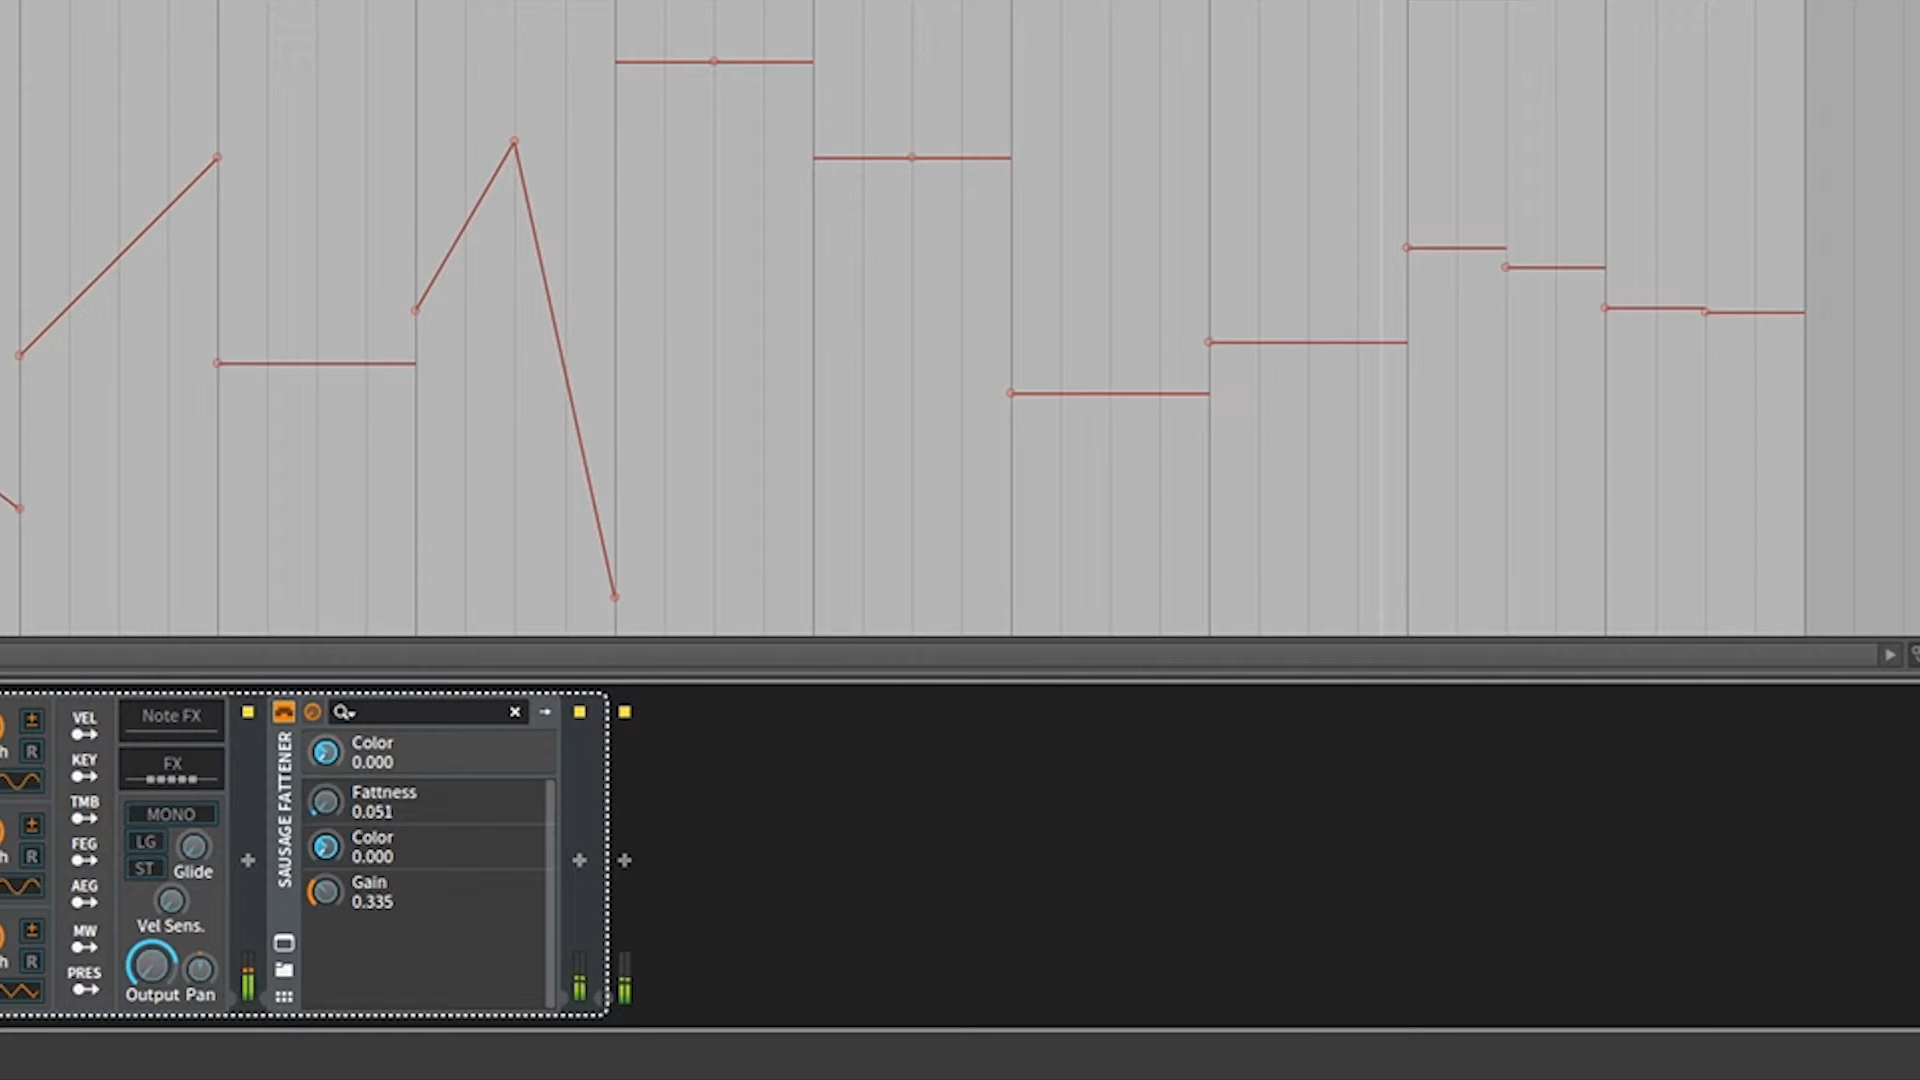 VEL
KEY
TMB
FEG
AEG
MW
PRES
h
R
h
R
h
R
Note FX
FX
MONO
LG
ST
Glide
Vel Sens.
Output Pan
SAUSAGE FATTENER
Color
0.000
Fattness
0.051
Color
0.000
Gain
0.335